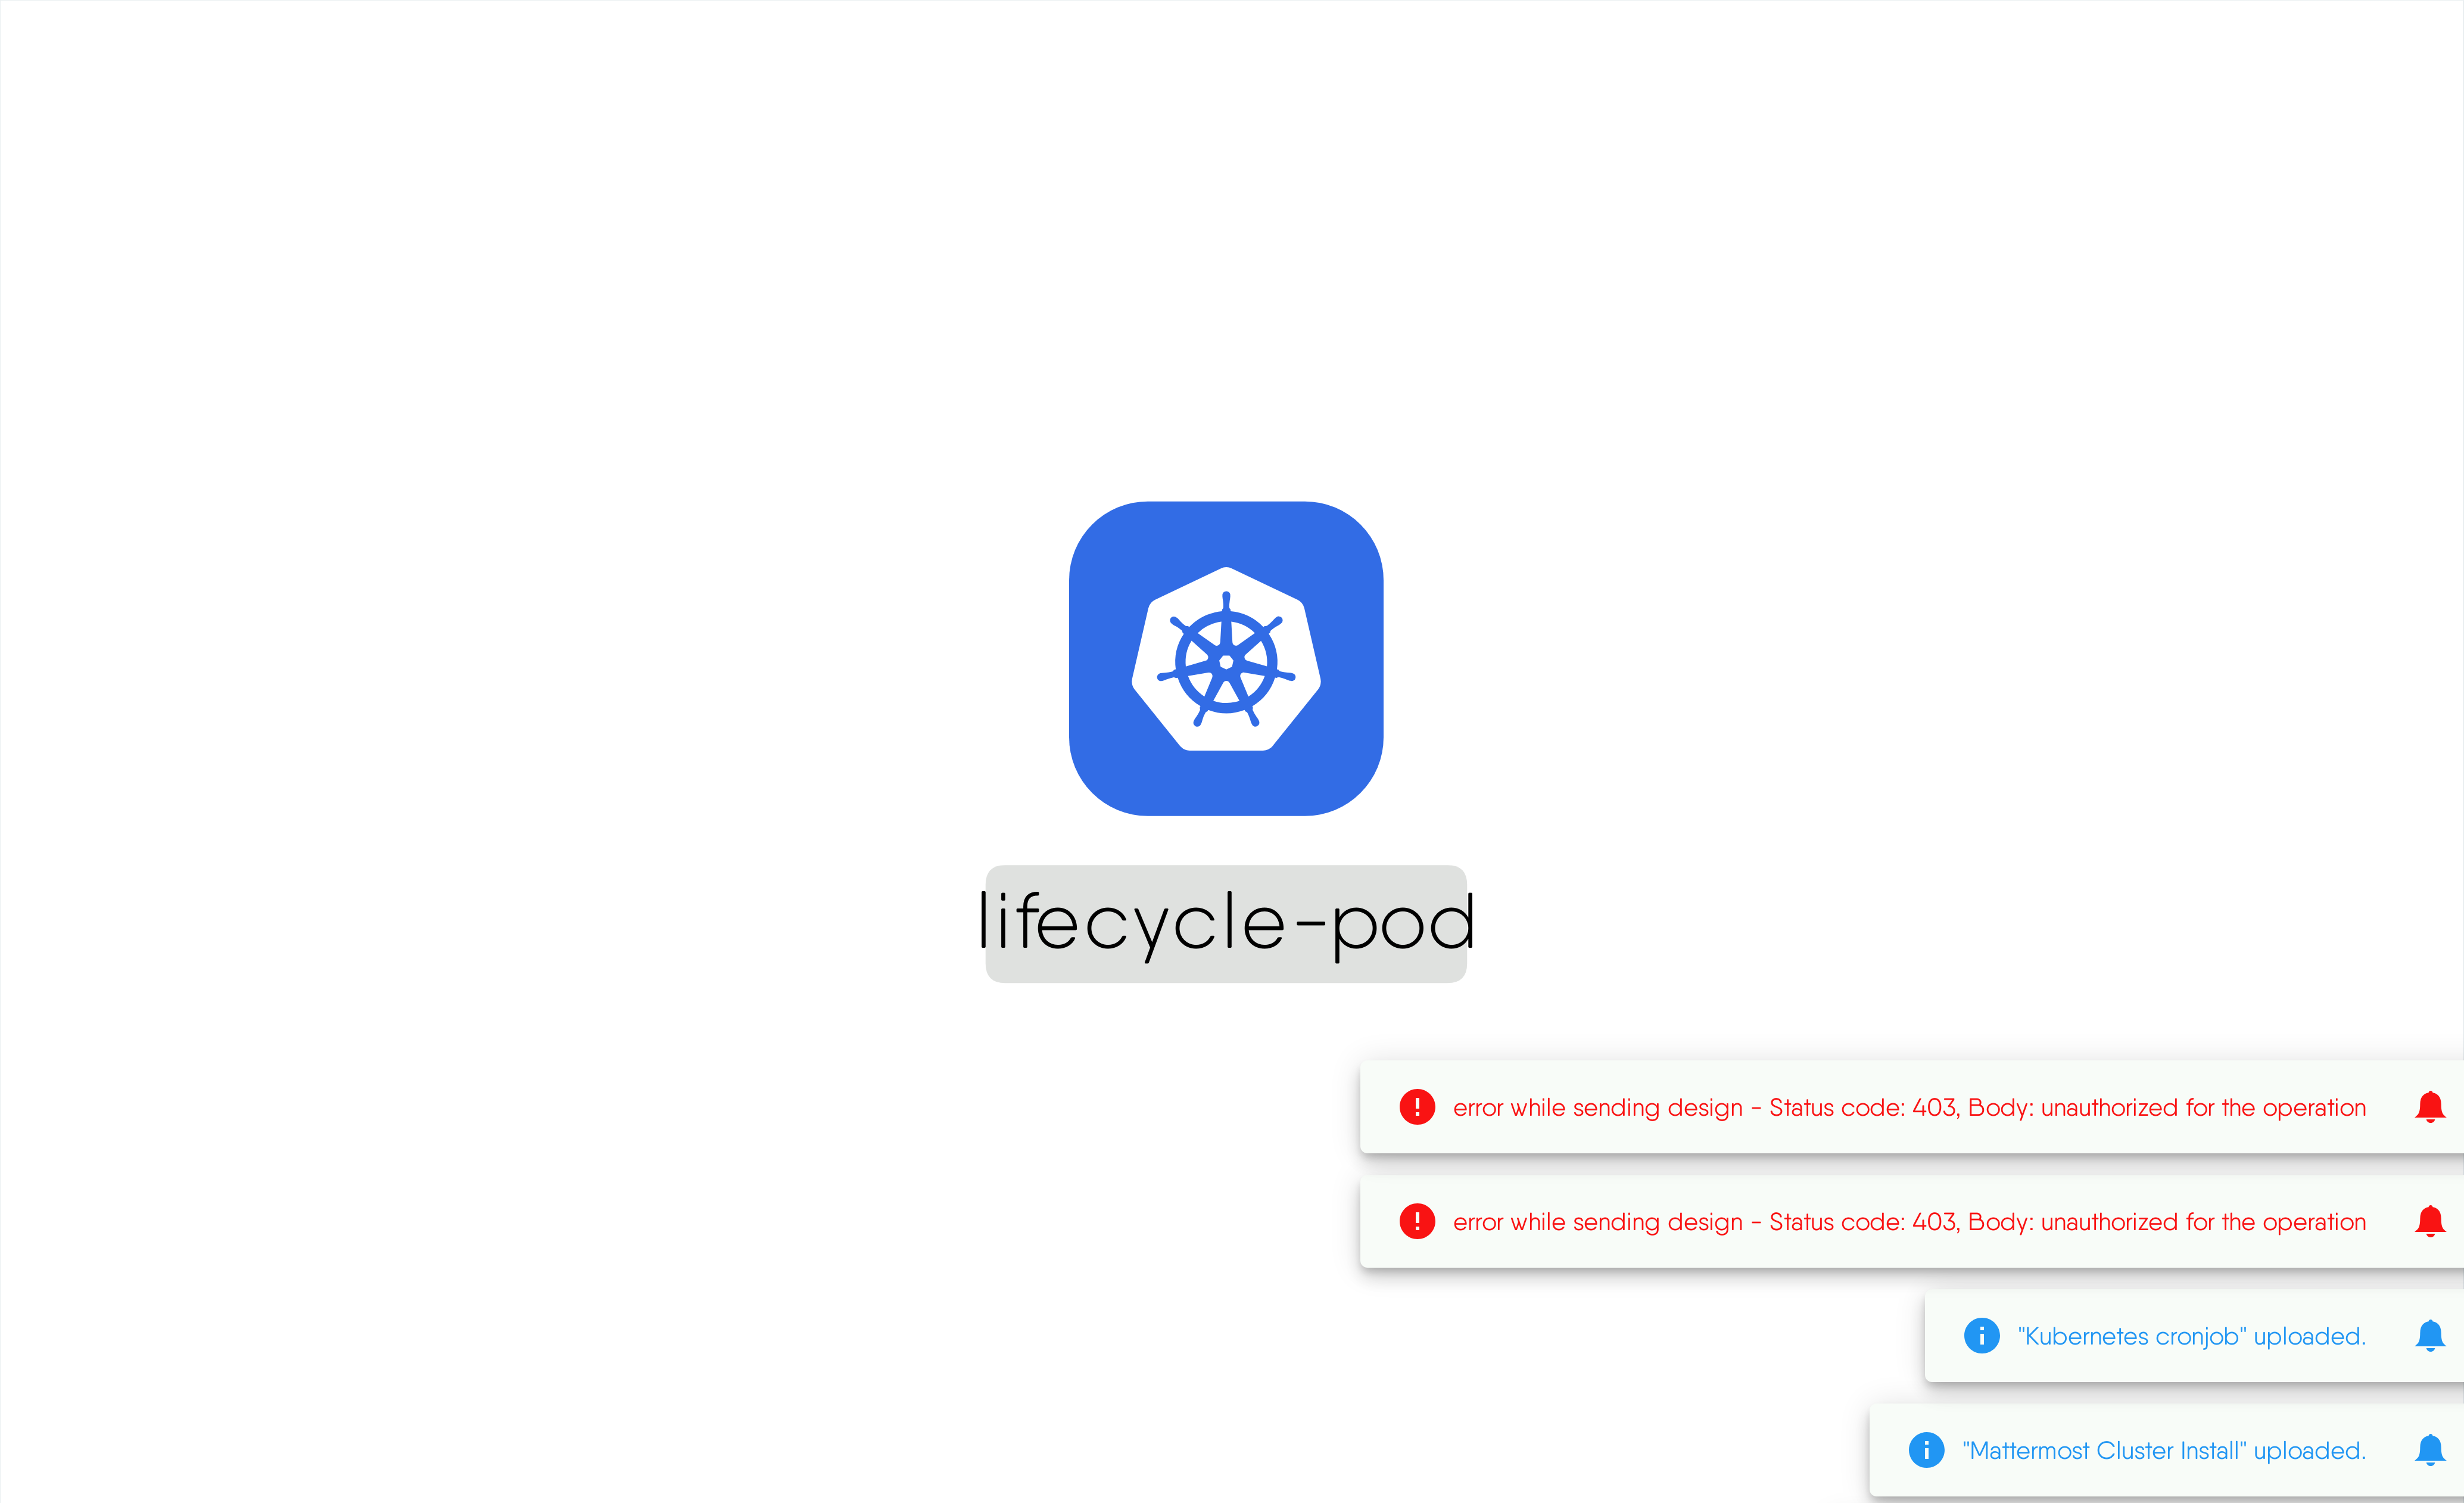 lifecycle-pod
error while sending design - Status code: 403, Body: unauthorized for the operation
error while sending design - Status code: 403, Body: unauthorized for the operation
"Kubernetes cronjob" uploaded.
"Mattermost Cluster Install" uploaded.